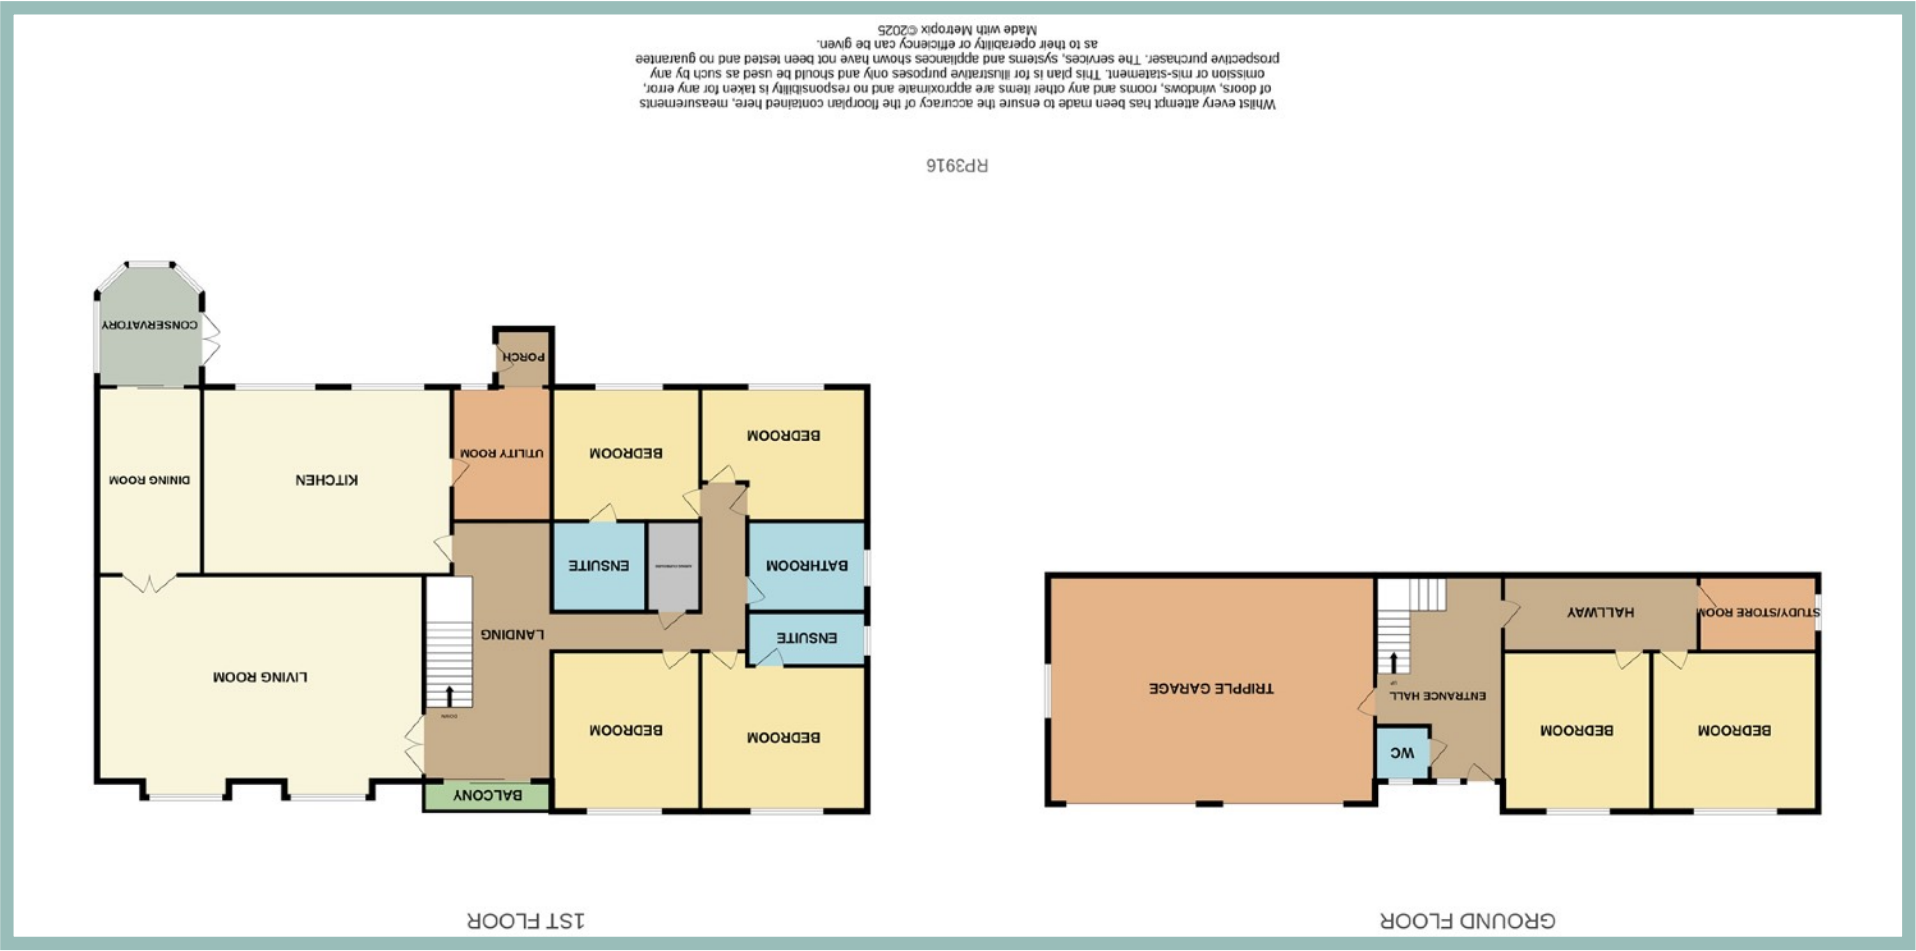 GROUND FLOOR
BEDROOM
BEDROOM
WC
ENTRANCE HALL
UP
TRIPPLE GARAGE
STUDY/STORE ROOM
HALLWAY
1ST FLOOR
BALCONY
BEDROOM
BEDROOM
DOWN
LIVING ROOM
ENSUITE
LANDING
BATHROOM
ENSUITE
KITCHEN
DINING ROOM
BEDROOM
BEDROOM
UTILITY ROOM
PORCH
CONSERVATORY
RP3916
Whilst every attempt has been made to ensure the accuracy of the floorplan contained here, measurements
of doors, windows, rooms and any other items are approximate and no responsibility is taken for any error,
omission or mis-statement. This plan is for illustrative purposes only and should be used as such by any
prospective purchaser. The services, systems and appliances shown have not been tested and no guarantee
as to their operability or efficiency can be given.
Made with Metropix ©2025